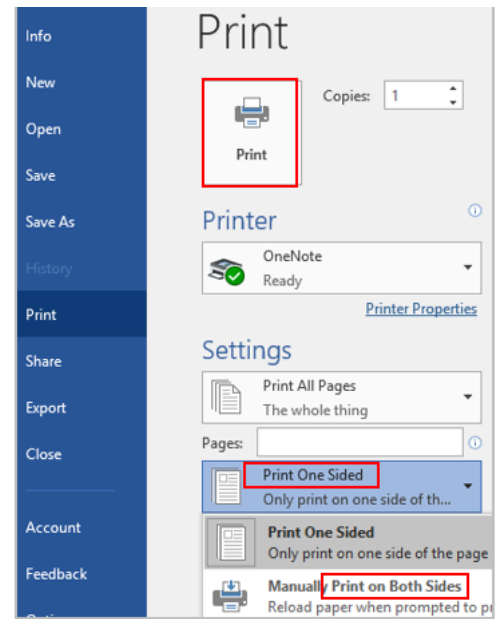 Info
New
Open
Save
Save As
History
Print
Share
Export
Close
Account
Feedback
Print
Copies: 1
Print
Printer
OneNote
Ready
Printer Properties
Settings
Print All Pages
The whole thing
Pages:
Print One Sided
Only print on one side of th...
Print One Sided
Only print on one side of the page
Manually Print on Both Sides
Reload paper when prompted to